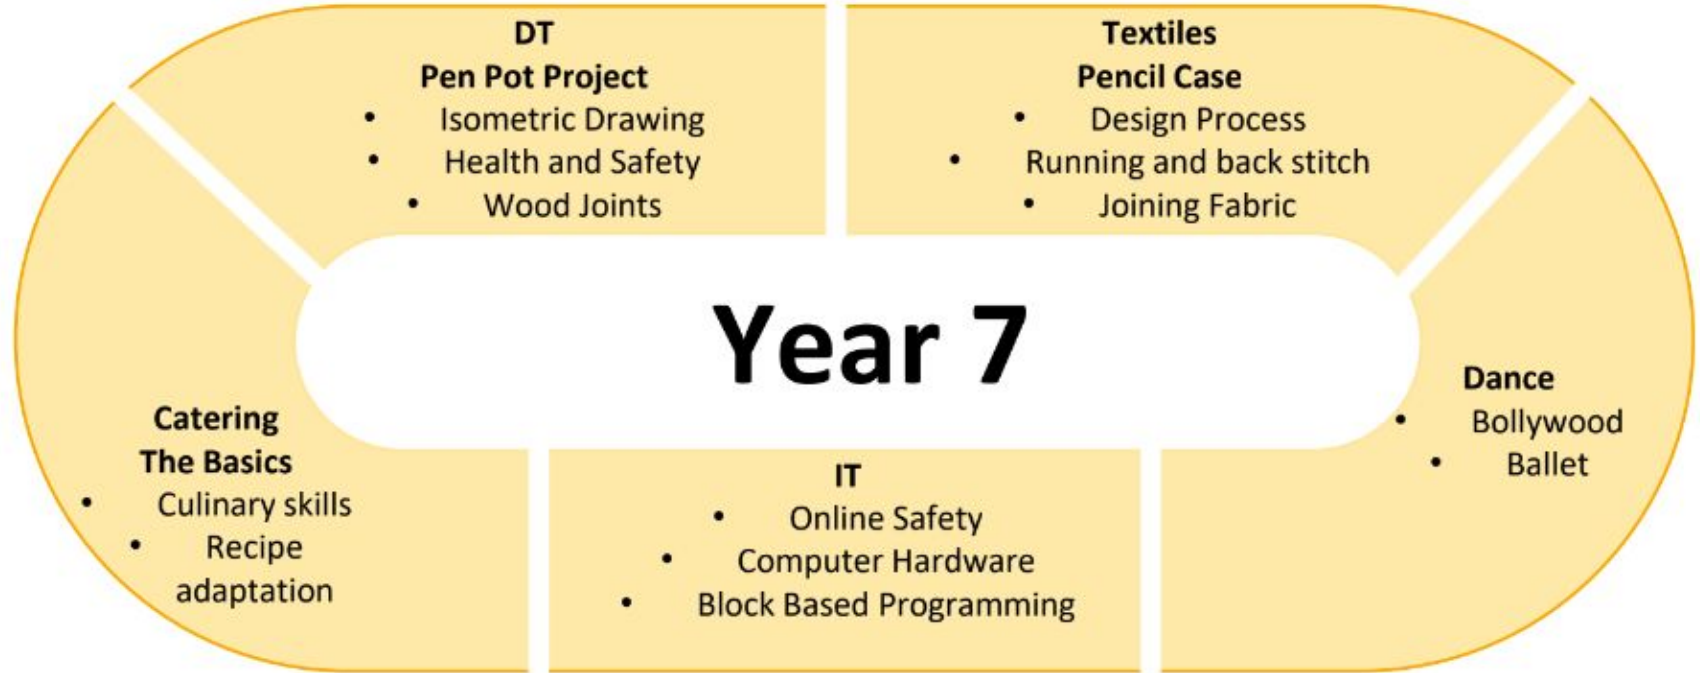 DT
Pen Pot Project
• Isometric Drawing
• Health and Safety
• Wood Joints
Textiles
Pencil Case
• Design Process
• Running and back stitch
• Joining Fabric
Year 7
Dance
• Bollywood
• Ballet
Catering
The Basics
• Culinary skills
• Recipe
adaptation
IT
• Online Safety
• Computer Hardware
• Block Based Programming